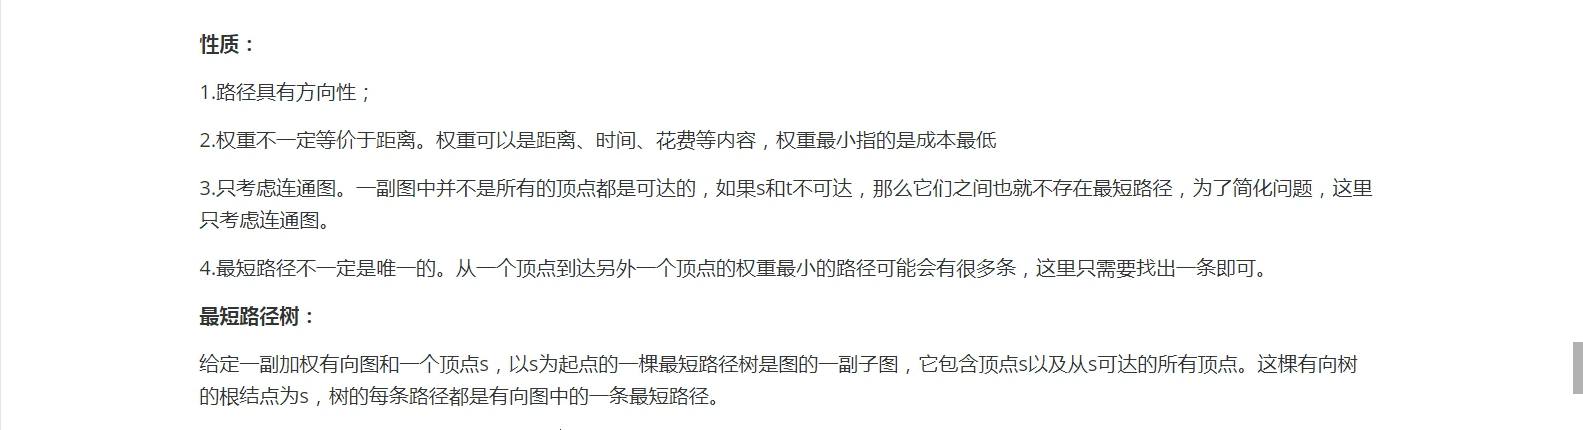 性质：
1.路径具有方向性；
2.权重不一定等价于距离。权重可以是距离、时间、花费等内容，权重最小指的是成本最低
3.只考虑连通图。一副图中并不是所有的顶点都是可达的，如果s和t不可达，那么它们之间也就不存在最短路径，为了简化问题，这里
只考虑连通图。
4.最短路径不一定是唯一的。从一个顶点到达另外一个顶点的权重最小的路径可能会有很多条，这里只需要找出一条即可。
最短路径树：
给定一副加权有向图和一个顶点s，以s为起点的一棵最短路径树是图的一副子图，它包含顶点s以及从s可达的所有顶点。这棵有向树
的根结点为s，树的每条路径都是有向图中的一条最短路径。